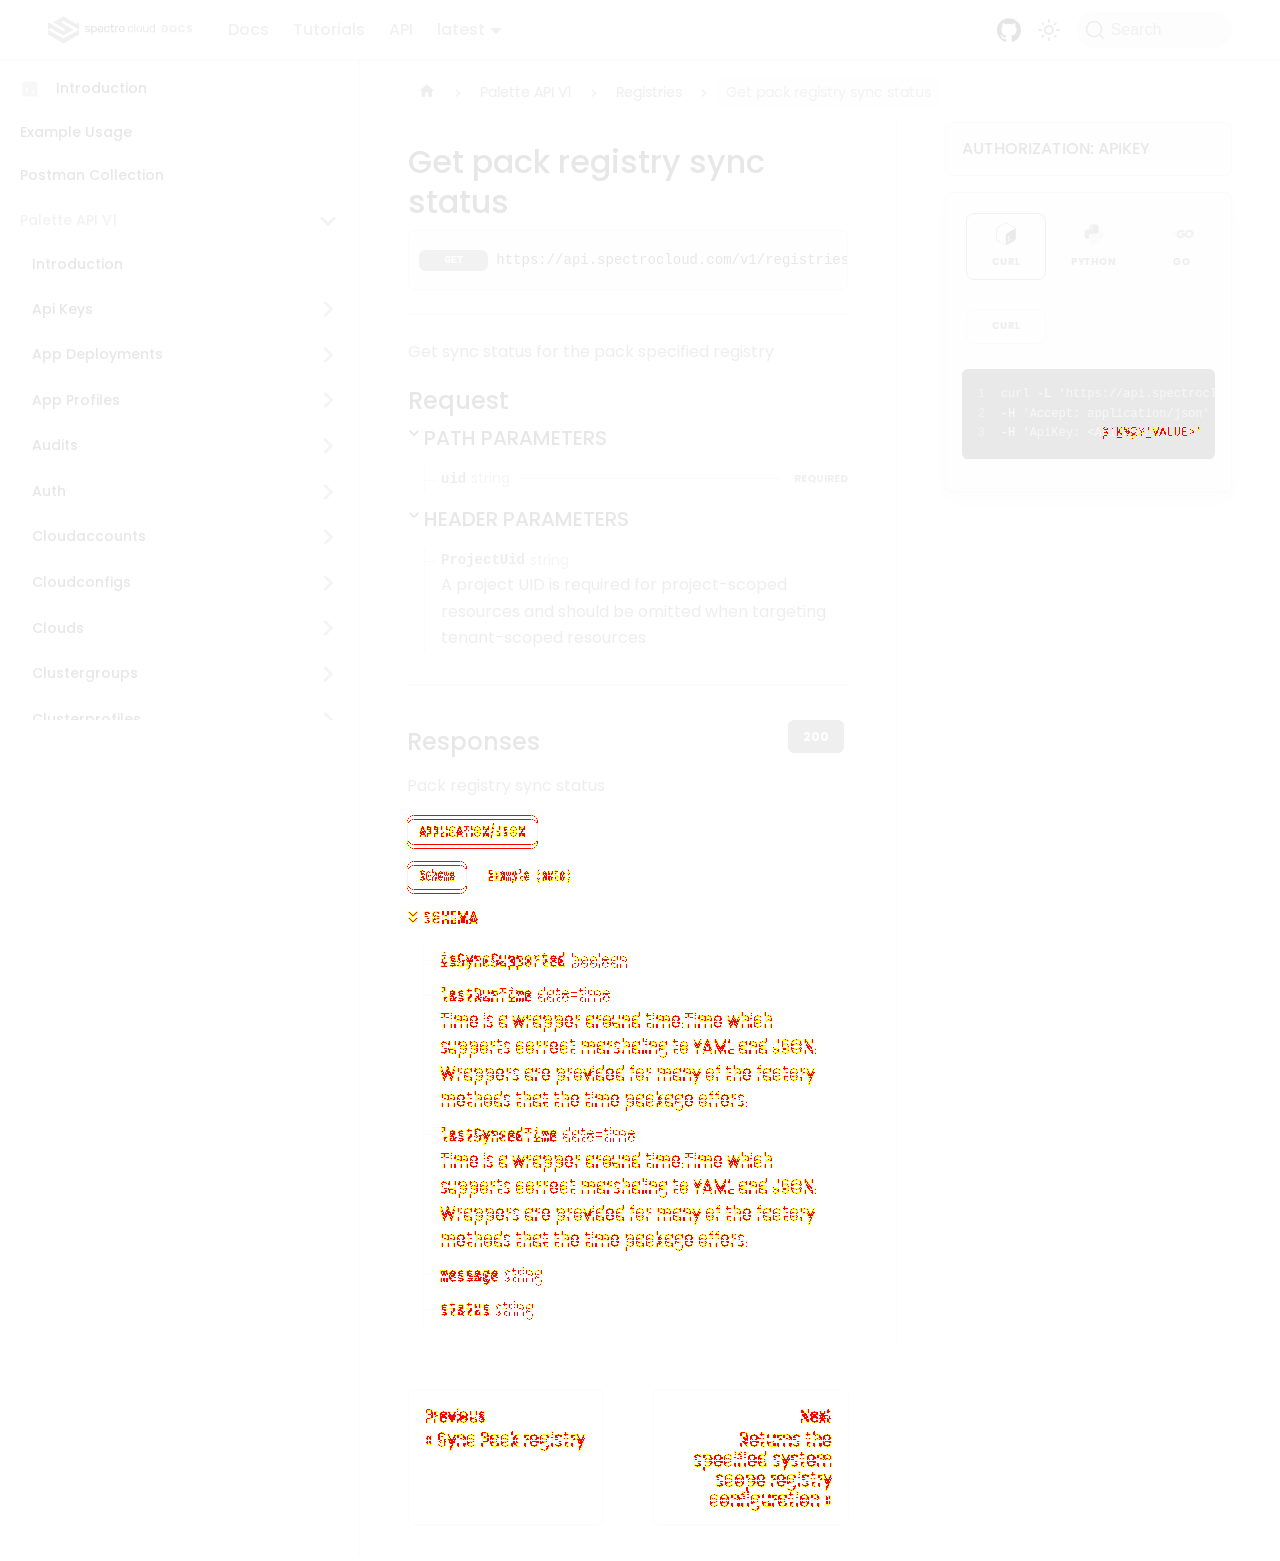 spectro cloud DOCS
Docs
Tutorials
API
latest
Search
Introduction
Example Usage
Postman Collection
Palette API V1
Introduction
Api Keys
App Deployments
App Profiles
Audits
Auth
Cloudaccounts
Cloudconfigs
Clouds
Clustergroups
Clusterprofiles
Palette API V1
Registries
Get pack registry sync status
Get pack registry sync
status
GET https://api.spectrocloud.com/v1/registries
Get sync status for the pack specified registry
Request
PATH PARAMETERS
uid string REQUIRED
HEADER PARAMETERS
ProjectUid string
A project UID is required for project-scoped
resources and should be omitted when targeting
tenant-scoped resources
Responses
200
Pack registry sync status
APPLICATION/JSON
Schema
Example (auto)
SCHEMA
isSyncSupported boolean
lastRunTime date-time
Time is a wrapper around time.Time which
supports correct marshaling to YAML and JSON.
Wrappers are provided for many of the factory
methods that the time package offers.
lastSyncedTime date-time
Time is a wrapper around time.Time which
supports correct marshaling to YAML and JSON.
Wrappers are provided for many of the factory
methods that the time package offers.
message string
status string
Previous
« Sync Pack registry
Next
Returns the
specified system
scope registry
configuration »
AUTHORIZATION: APIKEY
CURL
PYTHON
GO
GO
CURL
1 curl -L 'https://api.spectrocl
2 -H 'Accept: application/json'
3 -H 'ApiKey: